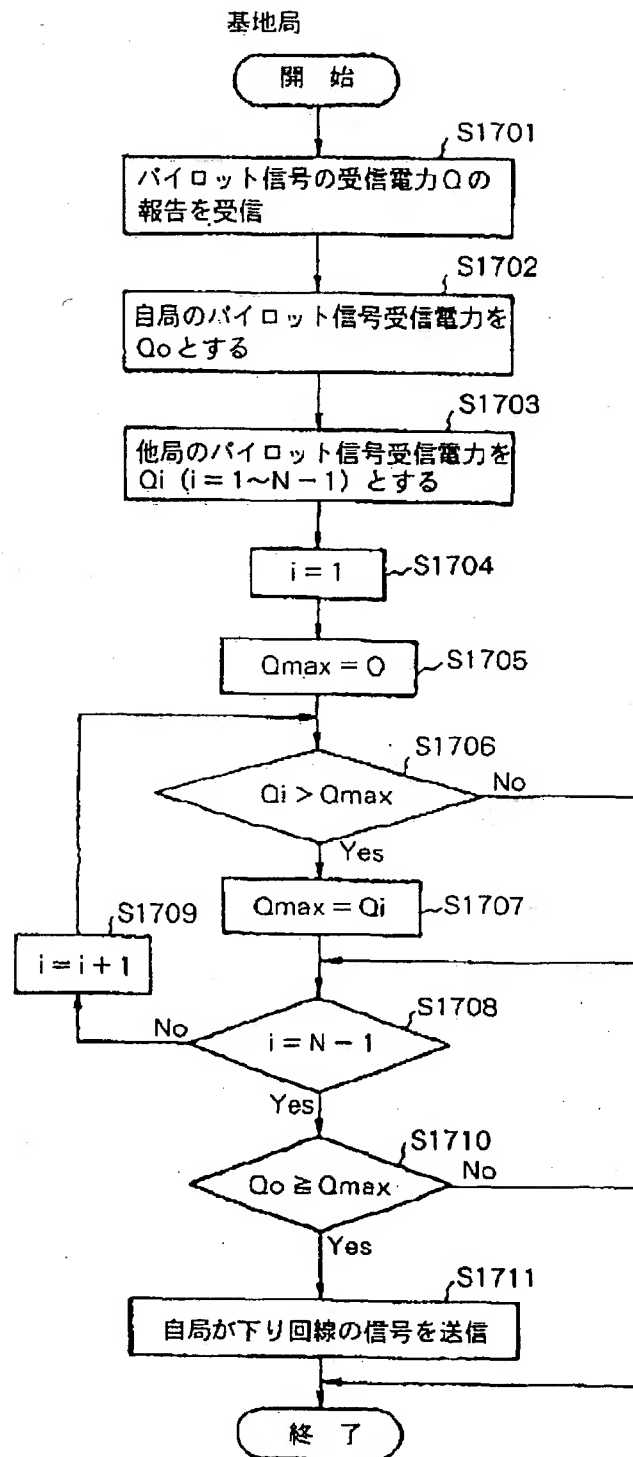 基地局
開 始
S1701
パイロット信号の受信電力Qの
報告を受信
S1702
自局のパイロット信号受信電力を
Qoとする
S1703
他局のパイロット信号受信電力を
Qi(i=1~N-1)とする
i=1
S1704
Qmax=0
S1705
S1706
Qi>Qmax
No
Yes
Qmax=Qi
S1707
S1709
i=i+1
S1708
i=N-1
No
Yes
S1710
Qo≧Qmax
No
Yes
S1711
自局が下り回線の信号を送信
終 了